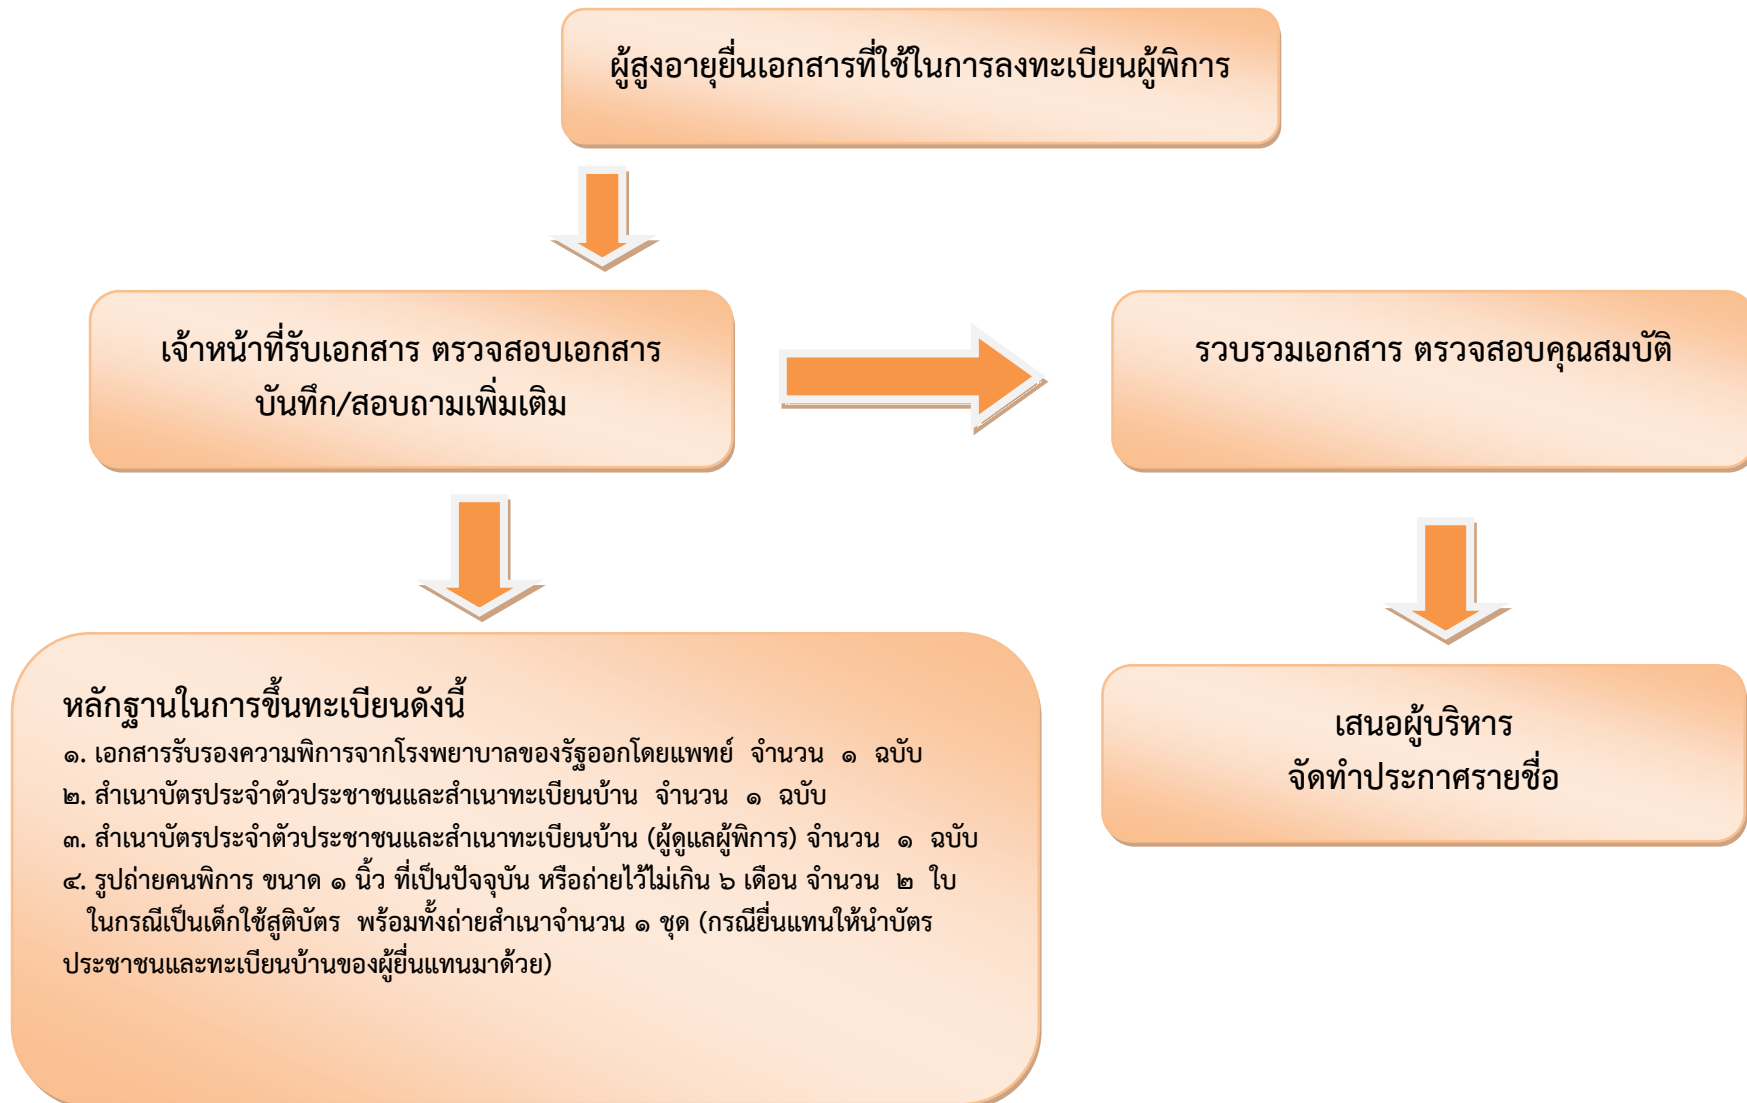 ผู้สูงอายุยื่นเอกสารที่ใช้ในการลงทะเบียนผู้พิการ
เจ้าหน้าที่รับเอกสาร ตรวจสอบเอกสาร
บันทึก/สอบถามเพิ่มเติม
รวบรวมเอกสาร ตรวจสอบคุณสมบัติ
หลักฐานในการขึ้นทะเบียนดังนี้
๑. เอกสารรับรองความพิการจากโรงพยาบาลของรัฐออกโดยแพทย์ จำนวน ๑ ฉบับ
๒. สำเนาบัตรประจำตัวประชาชนและสำเนาทะเบียนบ้าน จำนวน ๑ ฉบับ
๓. สำเนาบัตรประจำตัวประชาชนและสำเนาทะเบียนบ้าน (ผู้ดูแลผู้พิการ) จำนวน ๑ ฉบับ
๔. รูปถ่ายคนพิการ ขนาด ๑ นิ้ว ที่เป็นปัจจุบัน หรือถ่ายไว้ไม่เกิน ๖ เดือน จำนวน ๒ ใบ
ในกรณีเป็นเด็กใช้สูติบัตร พร้อมทั้งถ่ายสำเนาจำนวน ๑ ชุด (กรณียื่นแทนให้นำบัตร
ประชาชนและทะเบียนบ้านของผู้ยื่นแทนมาด้วย)
เสนอผู้บริหาร
จัดทำประกาศรายชื่อ